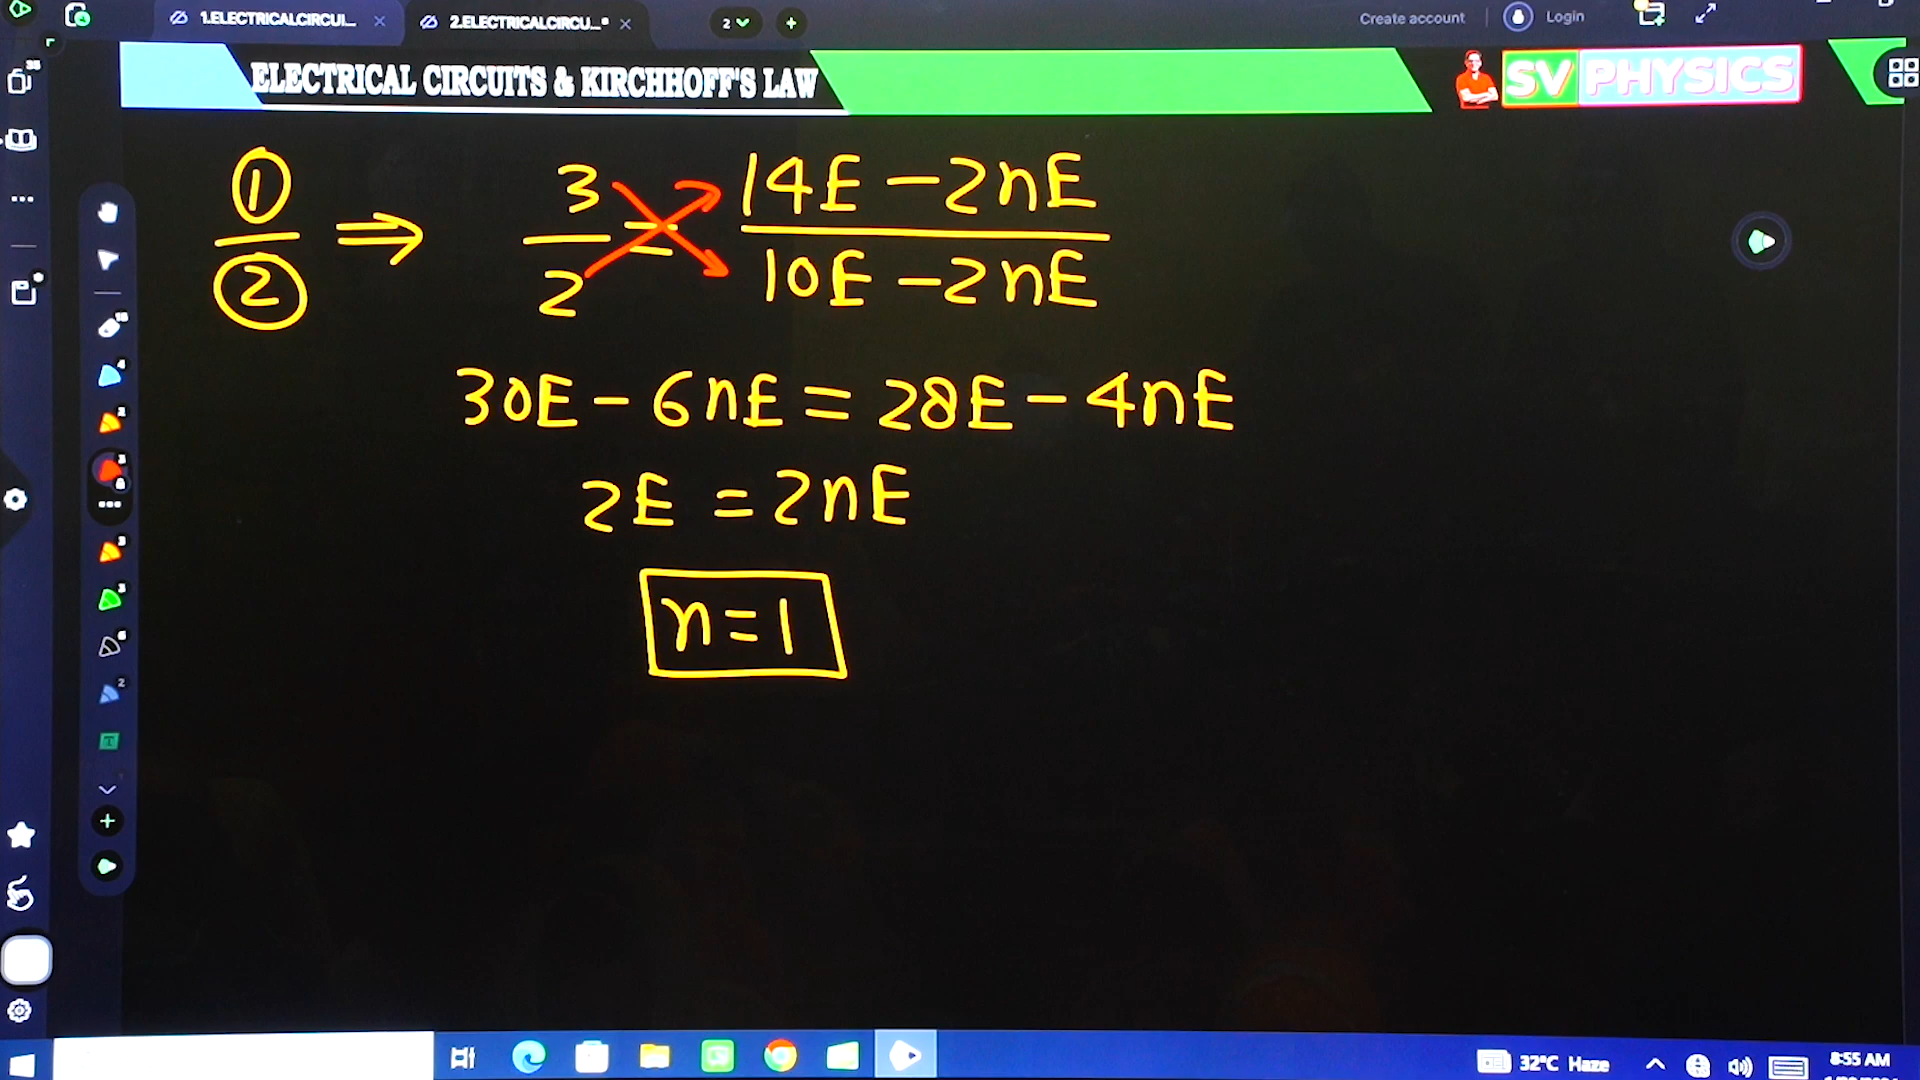 1.ELECTRICALCIRCUI... 2.ELECTRICALCIRCU...* 2 Create account Login
ELECTRICAL CIRCUITS & KIRCHHOFF'S LAW SV PHYSICS
①/② ⇒ 3/2 = (14E - 2nE)/(10E - 2nE)
30E - 6nE = 28E - 4nE
2E = 2nE
n = 1
32°C Haze 8:55 AM